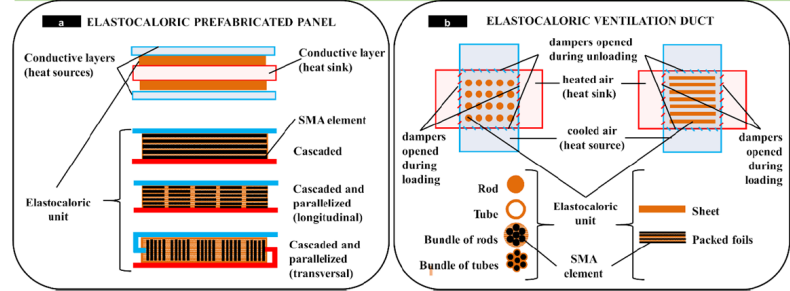 a ELASTOCALORIC PREFABRICATED PANEL
Conductive layers
(heat sources)
Conductive layer
(heat sink)
SMA element
Cascaded
Cascaded and
parallelized
(longitudinal)
Elastocaloric
unit
Cascaded and
parallelized
(transversal)
b ELASTOCALORIC VENTILATION DUCT
dampers opened
during unloading
heated air
(heat sink)
cooled air
(heat source)
dampers
opened
during
loading
dampers
opened
during
loading
Rod
Tube
Bundle of rods
Bundle of tubes
Elastocaloric
unit
SMA
element
Sheet
Packed foils